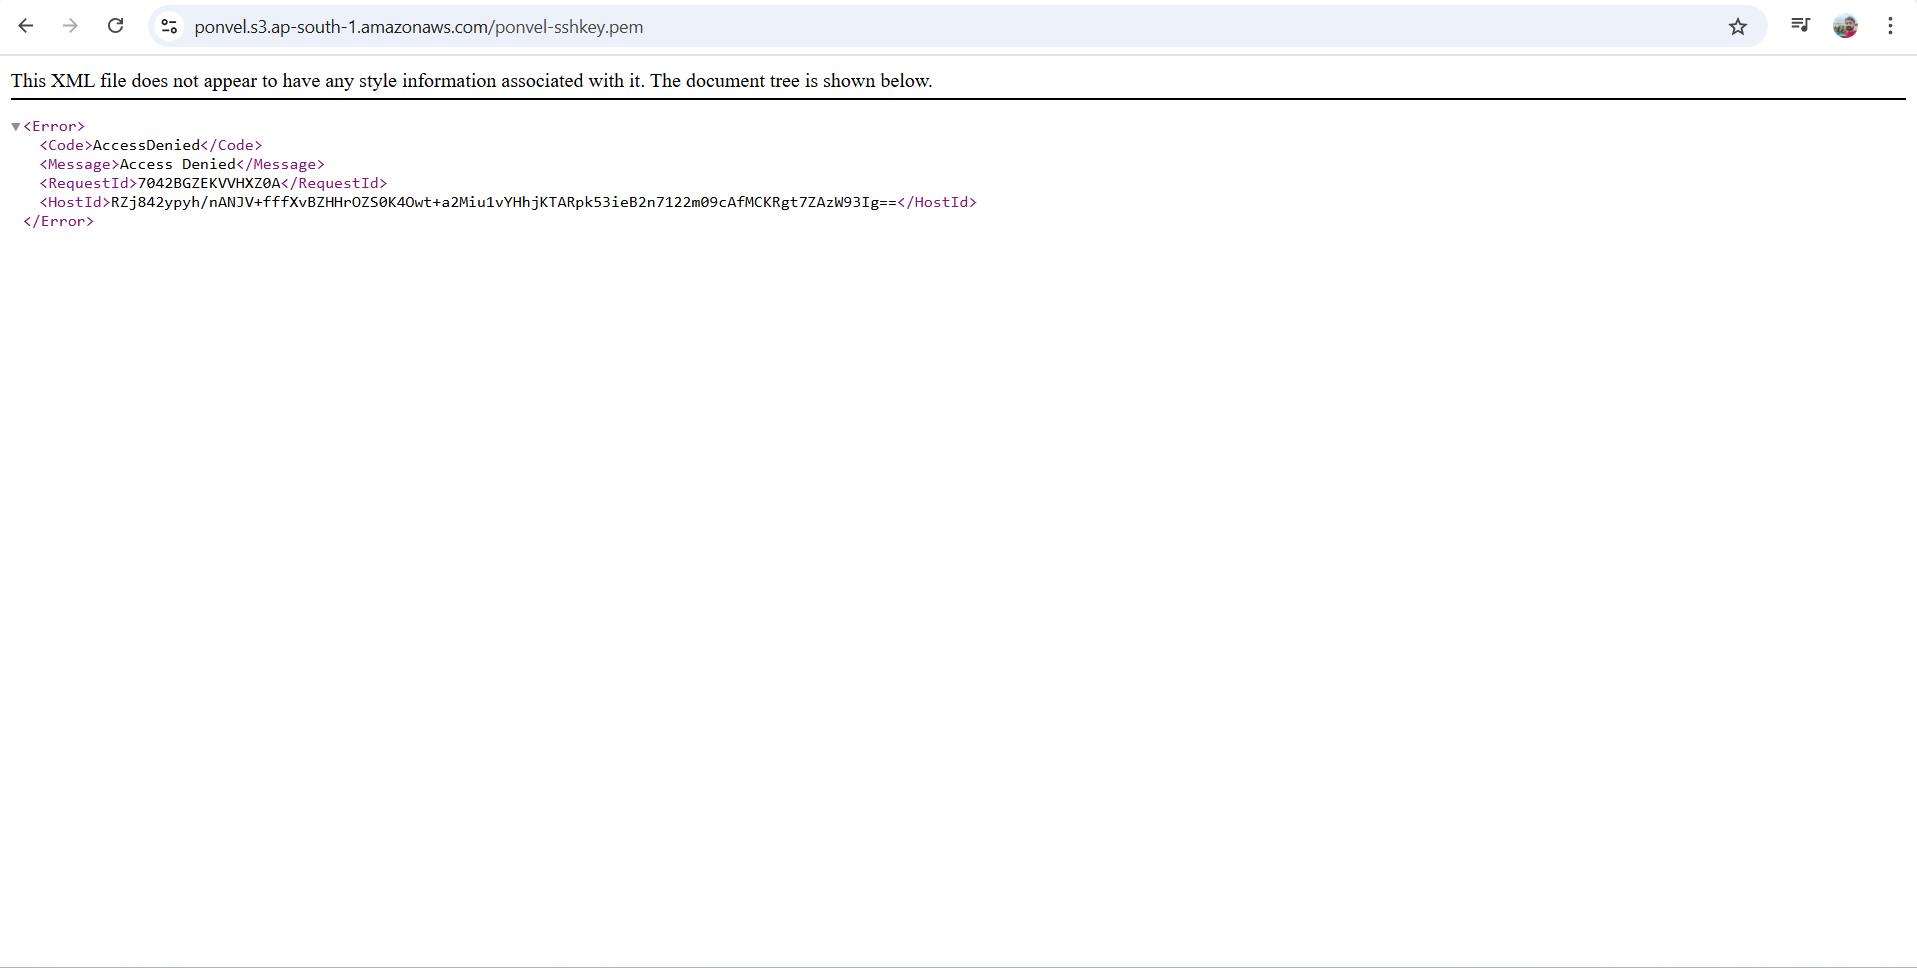 ponvel.s3.ap-south-1.amazonaws.com/ponvel-sshkey.pem
This XML file does not appear to have any style information associated with it. The document tree is shown below.
▼<Error>
<Code>AccessDenied</Code>
<Message>Access Denied</Message>
<RequestId>7042BGZEKVVHXZ0A</RequestId>
<HostId>RZj842ypyh/nANJV+fffXvBZHHrOZS0K4Owt+a2Miu1vYHhjKTARpk53ieB2n7122m09cAfMCKRgt7ZAzW93Ig==</HostId>
</Error>